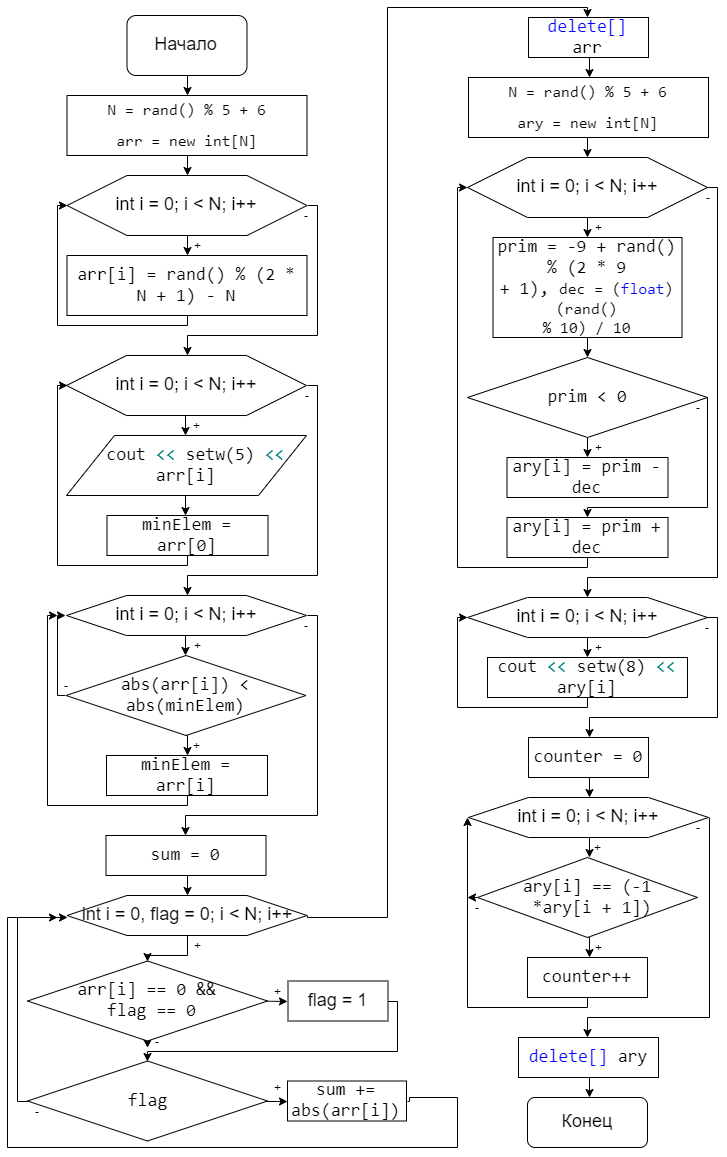 Начало
N = rand() % 5 + 6
arr = new int[N]
int i = 0; i < N; i++
-
+
arr[i] = rand() % (2 *
N + 1) - N
int i = 0; i < N; i++
-
+
cout << setw(5) <<
arr[i]
minElem =
arr[0]
int i = 0; i < N; i++
-
+
abs(arr[i]) <
abs(minElem)
-
+
minElem =
arr[i]
sum = 0
int i = 0, flag = 0; i < N; i++
+
arr[i] == 0 &&
flag == 0
+
flag = 1
-
flag
+
-
sum +=
abs(arr[i])
delete[]
arr
N = rand() % 5 + 6
ary = new int[N]
int i = 0; i < N; i++
-
+
prim = -9 + rand()
% (2 * 9
+ 1), dec = (float)
(rand()
% 10) / 10
prim < 0
-
+
ary[i] = prim -
dec
ary[i] = prim +
dec
int i = 0; i < N; i++
-
+
cout << setw(8) <<
ary[i]
counter = 0
int i = 0; i < N; i++
-
+
ary[i] == (-1
*ary[i + 1])
-
+
counter++
delete[] ary
Конец